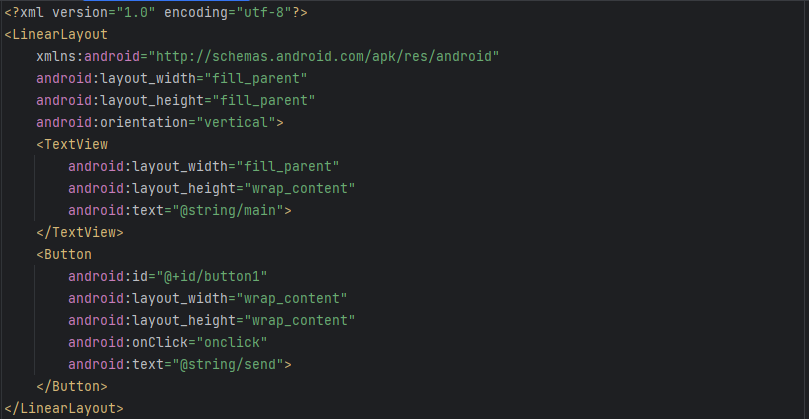 <?xml version="1.0" encoding="utf-8"?>
<LinearLayout
    xmlns:android="http://schemas.android.com/apk/res/android"
    android:layout_width="fill_parent"
    android:layout_height="fill_parent"
    android:orientation="vertical">
    <TextView
        android:layout_width="fill_parent"
        android:layout_height="wrap_content"
        android:text="@string/main">
    </TextView>
    <Button
        android:id="@+id/button1"
        android:layout_width="wrap_content"
        android:layout_height="wrap_content"
        android:onClick="onclick"
        android:text="@string/send">
    </Button>
</LinearLayout>